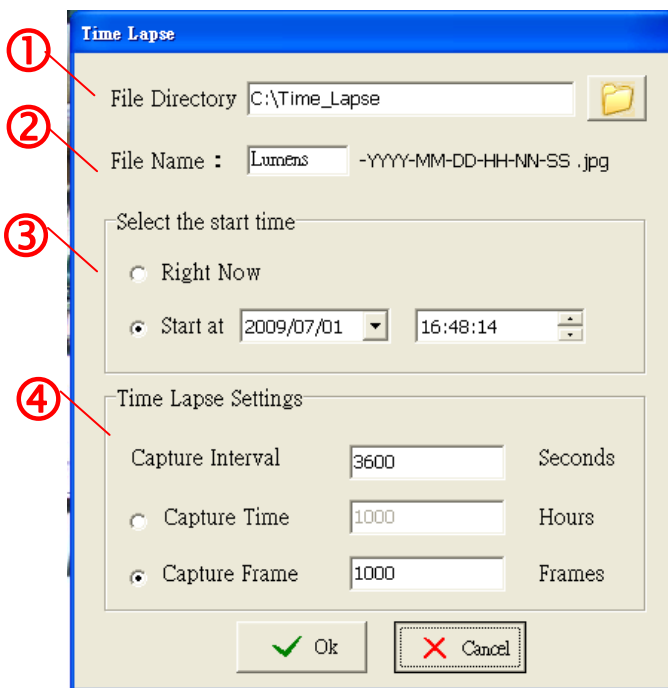 Time Lapse
①
File Directory C:\Time_Lapse
②
File Name : Lumens -YYYY-MM-DD-HH-NN-SS .jpg
③
Select the start time
Right Now
Start at 2009/07/01 16:48:14
④
Time Lapse Settings
Capture Interval 3600 Seconds
Capture Time 1000 Hours
Capture Frame 1000 Frames
Ok Cancel